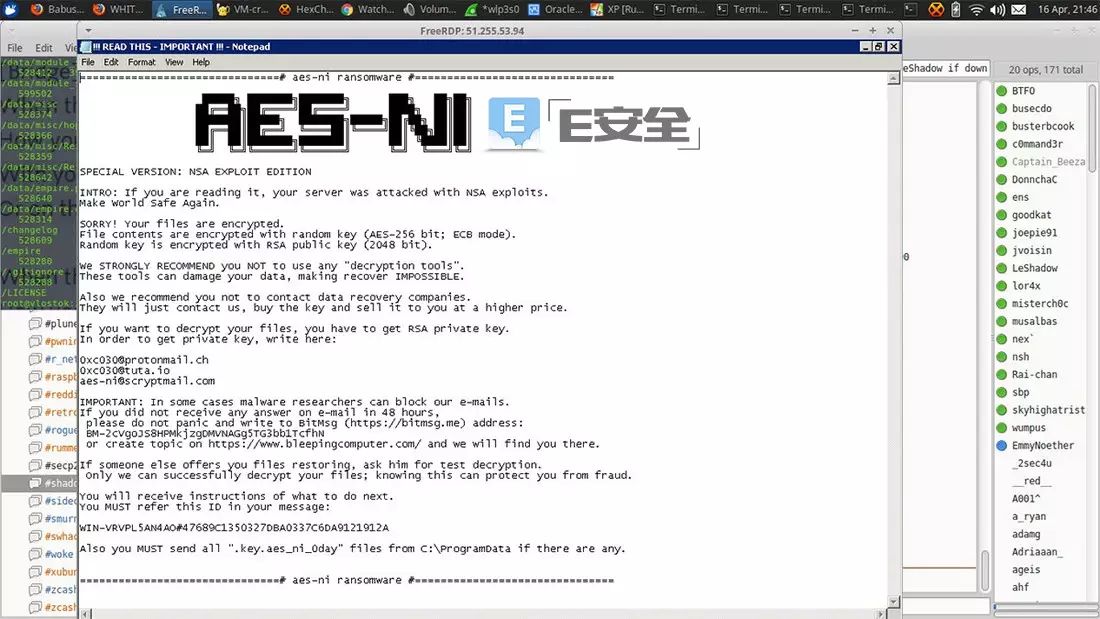 Babus...
WHIT...
FreeR...
VM-cr...
HexCh...
Watch...
Volum...
*wlp3s0
Oracle...
XP [Ru...
Termi...
Termi...
Termi...
Termi...
16 Apr, 21:46
FreeRDP: 51.255.53.94
File Edit
!!! READ THIS - IMPORTANT !!! - Notepad
File Edit Format View Help
==============================# aes-ni ransomware #==============================
AES-NI
E
E安全
SPECIAL VERSION: NSA EXPLOIT EDITION
INTRO: If you are reading it, your server was attacked with NSA exploits.
Make World Safe Again.
SORRY! Your files are encrypted.
File contents are encrypted with random key (AES-256 bit; ECB mode).
Random key is encrypted with RSA public key (2048 bit).
We STRONGLY RECOMMEND you NOT to use any "decryption tools".
These tools can damage your data, making recover IMPOSSIBLE.
Also we recommend you not to contact data recovery companies.
They will just contact us, buy the key and sell it to you at a higher price.
If you want to decrypt your files, you have to get RSA private key.
In order to get private key, write here:
0xc030@protonmail.ch
0xc030@tuta.io
aes-ni@scryptmail.com
IMPORTANT: In some cases malware researchers can block our e-mails.
If you did not receive any answer on e-mail in 48 hours,
please do not panic and write to BitMsg (https://bitmsg.me) address:
BM-2cVgoJS8HPMkjzgDMVNAGg5TG3bb1TcfhN
or create topic on https://www.bleepingcomputer.com/ and we will find you there.
If someone else offers you files restoring, ask him for test decryption.
Only we can successfully decrypt your files; knowing this can protect you from fraud.
You will receive instructions of what to do next.
You MUST refer this ID in your message:
WIN-VRVPL5AN4AO#47689C1350327DBA0337C6DA9121912A
Also you MUST send all ".key.aes_ni_0day" files from C:\ProgramData if there are any.
==============================# aes-ni ransomware #==============================
/data/module
528412
/data/module
599502
/data/misc
528374
/data/misc/ho
528366
/data/misc/Re
528359
/data/misc/Re
528642
/data/empire.
528640
/data/empire.
528314
/changelog
528609
/empire
528280
/.gitignore
528288
/LICENSE
root@vlostok:
#plune
#pwnin
#r_net
#raspb
#reddi
#retro
#rogue
#rumme
#secp2
#shado
#sided
#smurn
#swhac
#woke
#xubun
#zcash
#zcash
eShadow if down
20 ops, 171 total
BTFO
busecdo
busterbcook
c0mmand3r
Captain_Beeza
DonnchaC
ens
goodkat
joepie91
jvoisin
LeShadow
lor4x
misterch0c
musalbas
nex`
nsh
Rai-chan
sbp
skyhighatrist
wumpus
EmmyNoether
_2sec4u
__red__
A001^
a_ryan
adamg
Adriaaan_
ageis
ahf